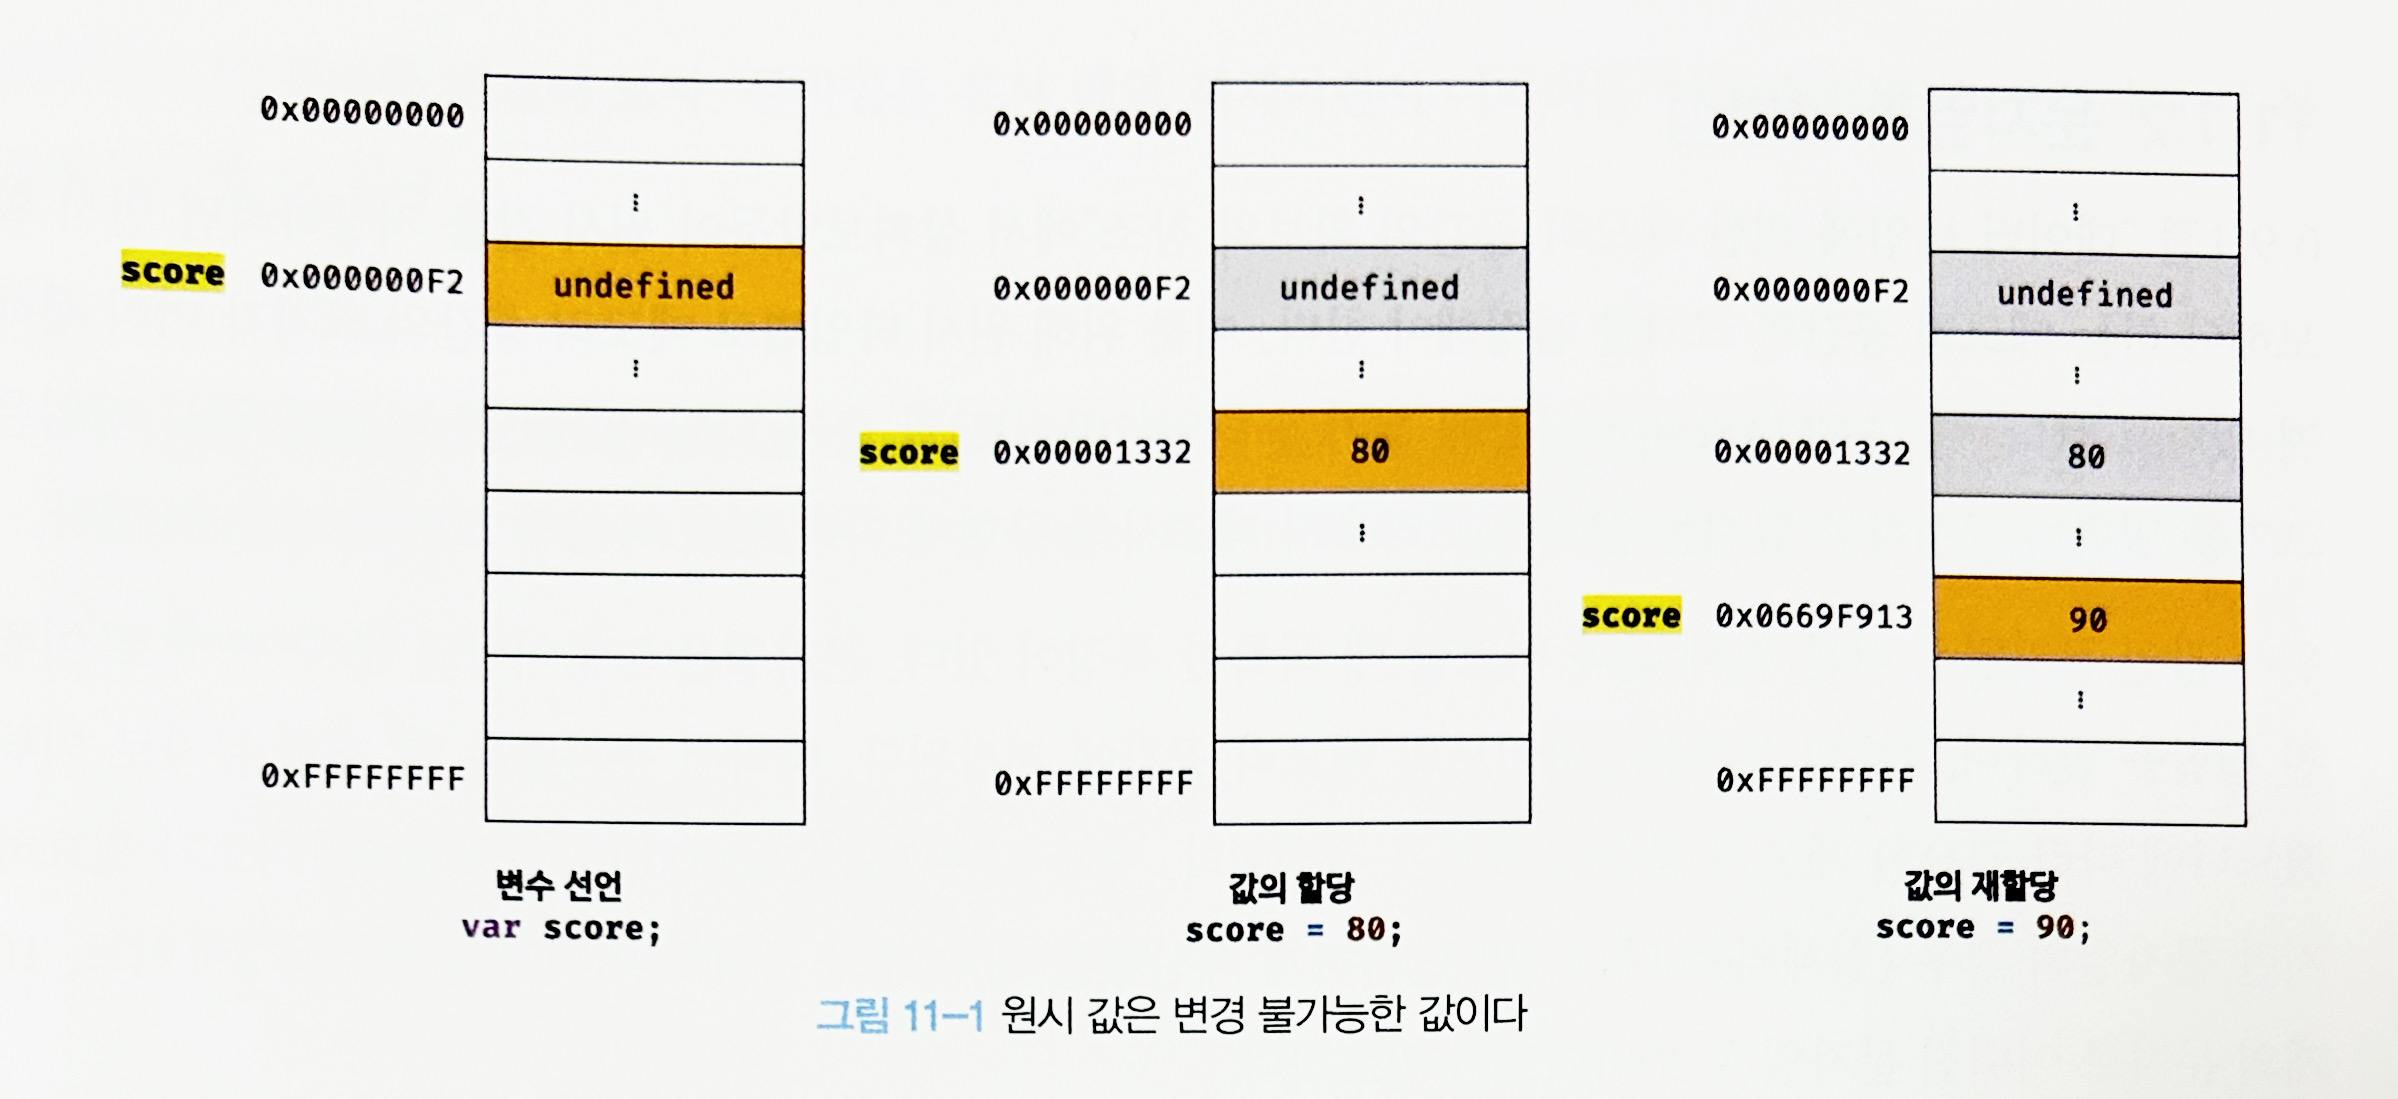 0x00000000
⋮
score 0x000000F2 undefined
⋮
0xFFFFFFFF
변수 선언
var score;
0x00000000
⋮
0x000000F2 undefined
⋮
score 0x00001332 80
⋮
0xFFFFFFFF
값의 할당
score = 80;
0x00000000
⋮
0x000000F2 undefined
⋮
0x00001332 80
⋮
score 0x0669F913 90
⋮
0xFFFFFFFF
값의 재할당
score = 90;
그림 11-1 원시 값은 변경 불가능한 값이다